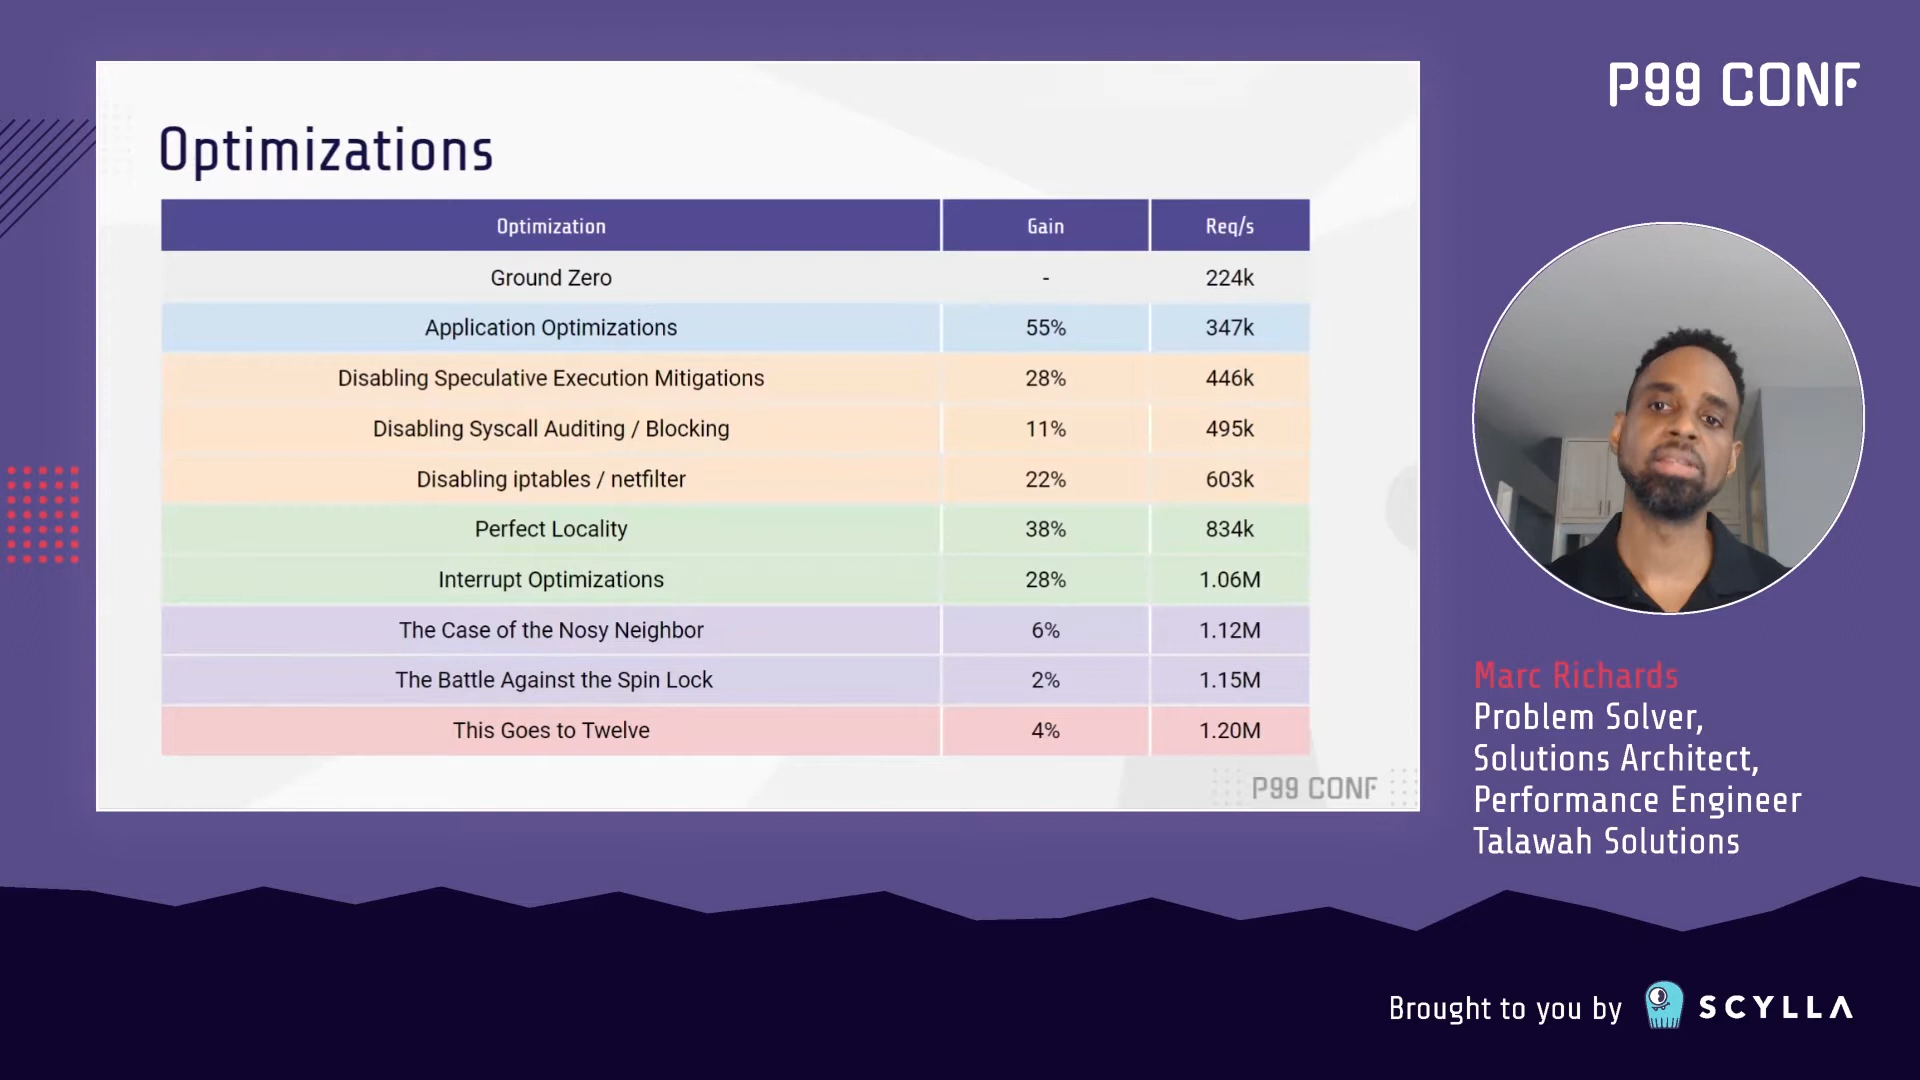 P99 CONF
Optimizations
Optimization Gain Req/s
Ground Zero - 224k
Application Optimizations 55% 347k
Disabling Speculative Execution Mitigations 28% 446k
Disabling Syscall Auditing / Blocking 11% 495k
Disabling iptables / netfilter 22% 603k
Perfect Locality 38% 834k
Interrupt Optimizations 28% 1.06M
The Case of the Nosy Neighbor 6% 1.12M
The Battle Against the Spin Lock 2% 1.15M
This Goes to Twelve 4% 1.20M
P99 CONF
Marc Richards
Problem Solver,
Solutions Architect,
Performance Engineer
Talawah Solutions
Brought to you by SCYLLA